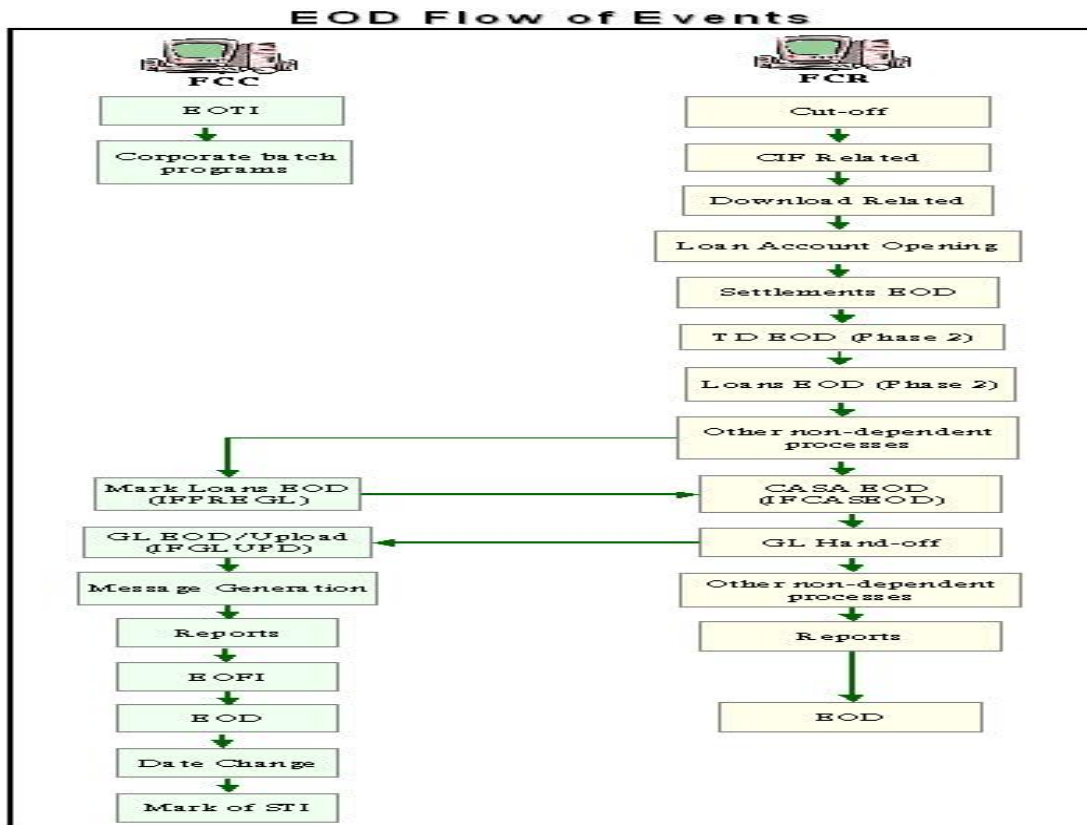 EOD Flow of Events
FCC
EOTI
Corporate batch
programs
Mark Loans EOD
(IFPREGL)
GL EOD/Upload
(IFGLUPD)
Message Generation
Reports
EOFI
EOD
Date Change
Mark of STI
FCR
Cut-off
CIF Related
Download Related
Loan Account Opening
Settlements EOD
TD EOD (Phase 2)
Loans EOD (Phase 2)
Other non-dependent
processes
CASA EOD
(IFCASEOD)
GL Hand-off
Other non-dependent
processes
Reports
EOD